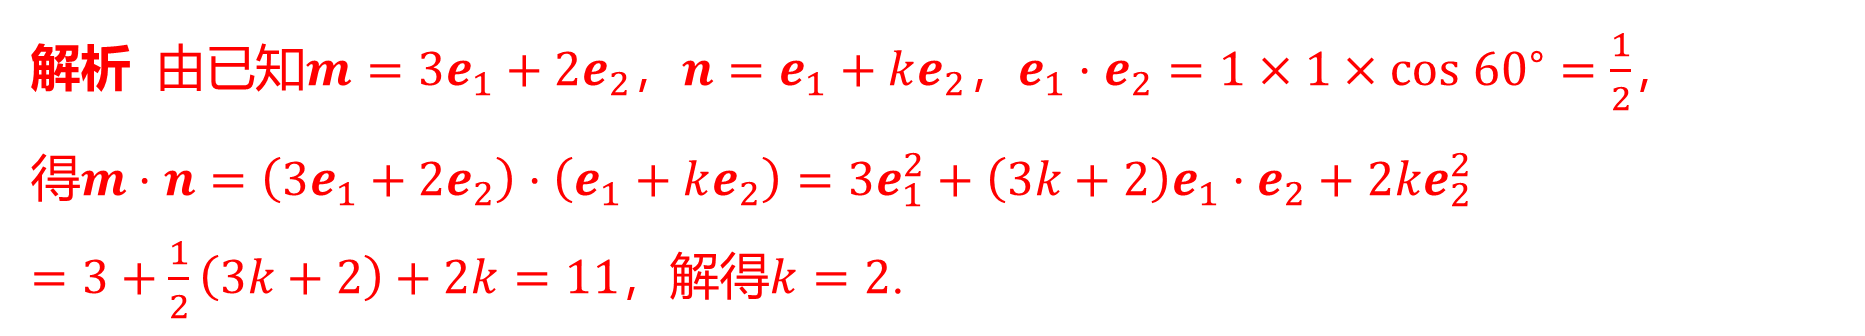 解析 由已知𝒎 = 3𝒆₁ + 2𝒆₂，𝒏 = 𝒆₁ + 𝑘𝒆₂，𝒆₁ · 𝒆₂ = 1 × 1 × cos 60° = 1/2,
得𝒎 · 𝒏 = (3𝒆₁ + 2𝒆₂) · (𝒆₁ + 𝑘𝒆₂) = 3𝒆₁² + (3𝑘 + 2)𝒆₁ · 𝒆₂ + 2𝑘𝒆₂²
= 3 + 1/2 (3𝑘 + 2) + 2𝑘 = 11，解得𝑘 = 2.